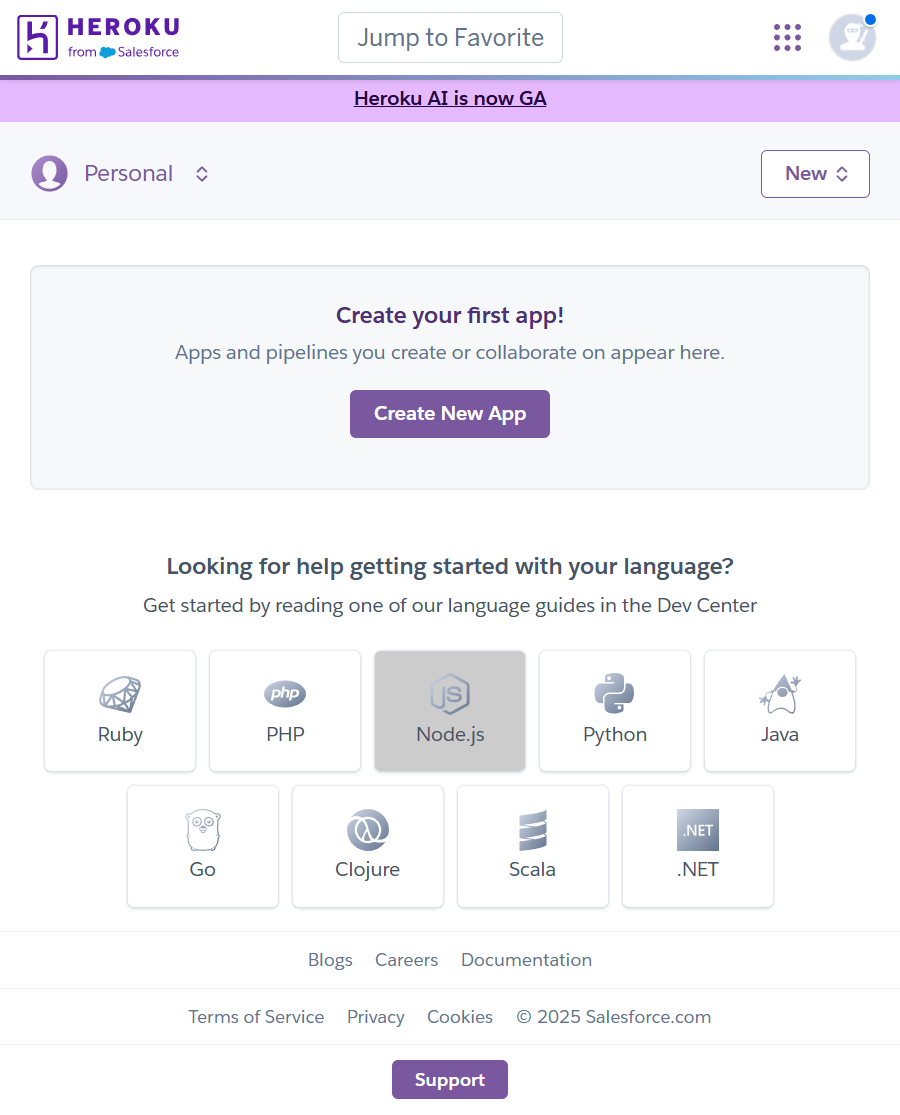 HEROKU
from Salesforce
Jump to Favorite
Heroku AI is now GA
Personal
New
Create your first app!
Apps and pipelines you create or collaborate on appear here.
Create New App
Looking for help getting started with your language?
Get started by reading one of our language guides in the Dev Center
Ruby
php
PHP
JS
Node.js
Python
Java
Go
Clojure
Scala
.NET
.NET
Blogs Careers Documentation
Terms of Service Privacy Cookies © 2025 Salesforce.com
Support